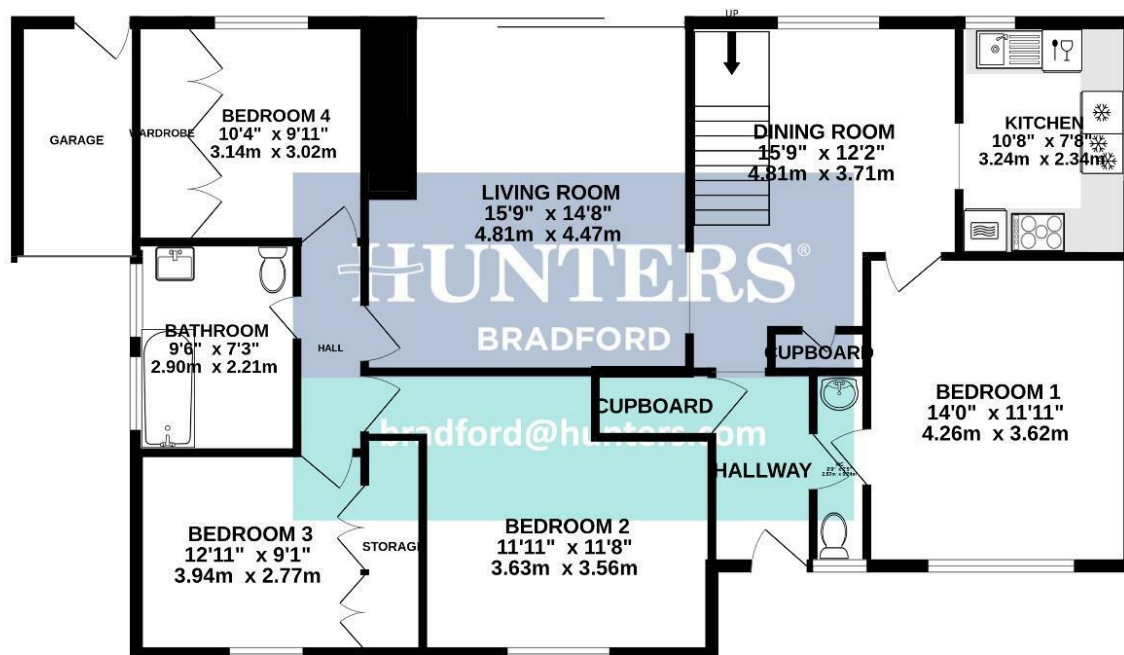 UP
GARAGE
WARDROBE
BEDROOM 4
10'4" x 9'11"
3.14m x 3.02m
LIVING ROOM
15'9" x 14'8"
4.81m x 4.47m
DINING ROOM
15'9" x 12'2"
4.81m x 3.71m
KITCHEN
10'8" x 7'8"
3.24m x 2.34m
HUNTERS®
BRADFORD
bradford@hunters.com
BATHROOM
9'6" x 7'3"
2.90m x 2.21m
HALL
CUPBOARD
CUPBOARD
BEDROOM 1
14'0" x 11'11"
4.26m x 3.62m
HALLWAY
BEDROOM 3
12'11" x 9'1"
3.94m x 2.77m
STORAGE
BEDROOM 2
11'11" x 11'8"
3.63m x 3.56m